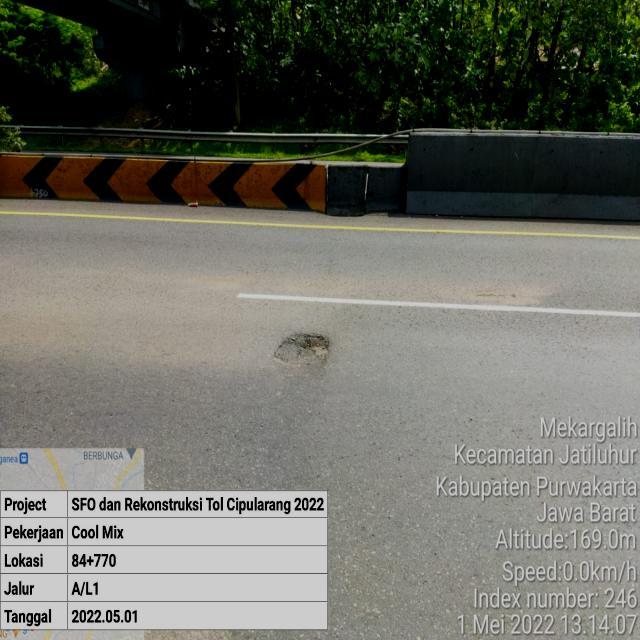 BERBUNGA
Project SFO dan Rekonstruksi Tol Cipularang 2022
Pekerjaan Cool Mix
Lokasi 84+770
Jalur A/L1
Tanggal 2022.05.01
Mekargalih
Kecamatan Jatiluhur
Kabupaten Purwakarta
Jawa Barat
Altitude:169.0m
Speed:0.0km/h
Index number: 246
1 Mei 2022 13.14.07